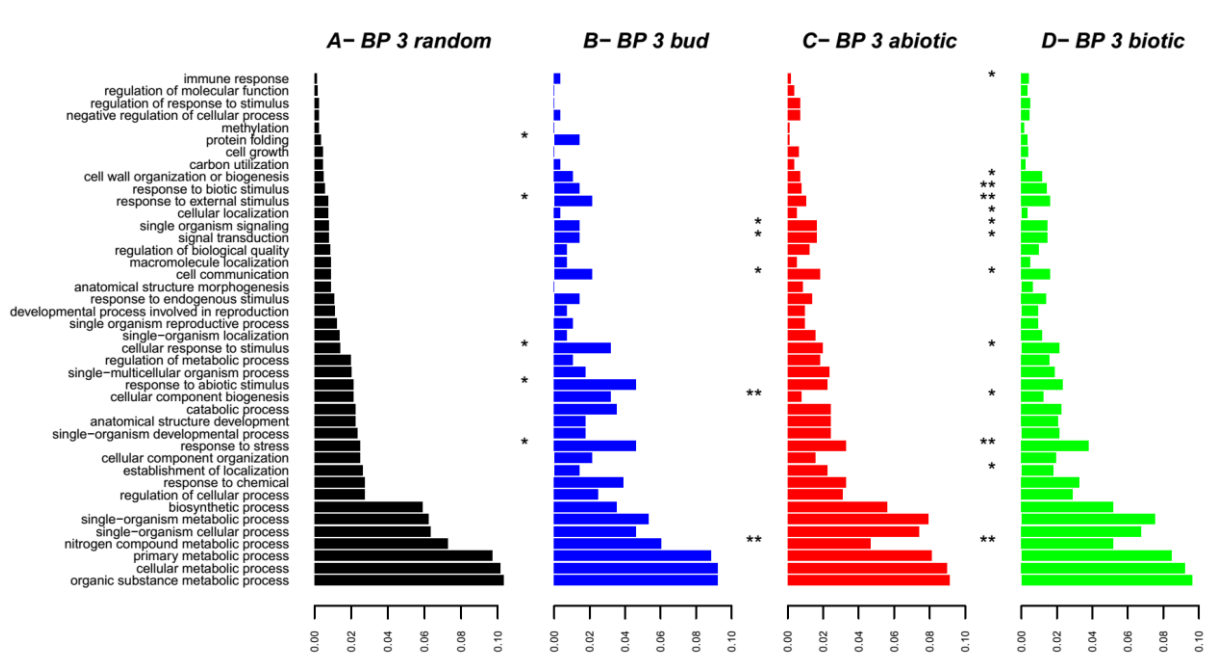 A− BP 3 random B− BP 3 bud C− BP 3 abiotic D− BP 3 biotic
immune response *
regulation of molecular function
regulation of response to stimulus
negative regulation of cellular process
methylation
protein folding *
cell growth
carbon utilization
cell wall organization or biogenesis *
response to biotic stimulus **
response to external stimulus * **
cellular localization *
single organism signaling * *
signal transduction * *
regulation of biological quality
macromolecule localization
cell communication * *
anatomical structure morphogenesis
response to endogenous stimulus
developmental process involved in reproduction
single organism reproductive process
single−organism localization
cellular response to stimulus * *
regulation of metabolic process
single−multicellular organism process
response to abiotic stimulus *
cellular component biogenesis ** *
catabolic process
anatomical structure development
single−organism developmental process
response to stress * **
cellular component organization
establishment of localization *
response to chemical
regulation of cellular process
biosynthetic process
single−organism metabolic process
single−organism cellular process
nitrogen compound metabolic process ** **
primary metabolic process
cellular metabolic process
organic substance metabolic process
0.00 0.02 0.04 0.06 0.08 0.10 0.00 0.02 0.04 0.06 0.08 0.10 0.00 0.02 0.04 0.06 0.08 0.10 0.00 0.02 0.04 0.06 0.08 0.10